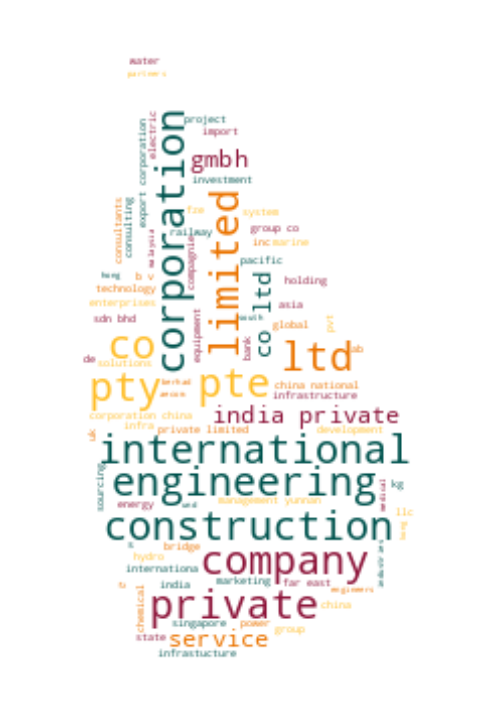 water
partners
project
import
electric
export corporation
corporation
gmbh
investment
consultants
consulting
limited
fze
system
railway
group co
inc
marine
malaysia
compagnie
pacific
hong
b v
co ltd
holding
technology
enterprises
asia
south
sdn bhd
equipment
bank
global
pvt
co
ltd
ab
de
solutions
pty
berhad
aecom
pte
china national
infrastructure
corporation china
india private
infra
private limited
development
uk
international
sourcing
engineering
medical
kg
energy
and
management yunnan
llc
construction
hong
s
bridge
hydro
company
industries
internationa
fr
india
marketing
far east
engineers
chemical
private
china
singapore
power
group
state
service
infrastucture